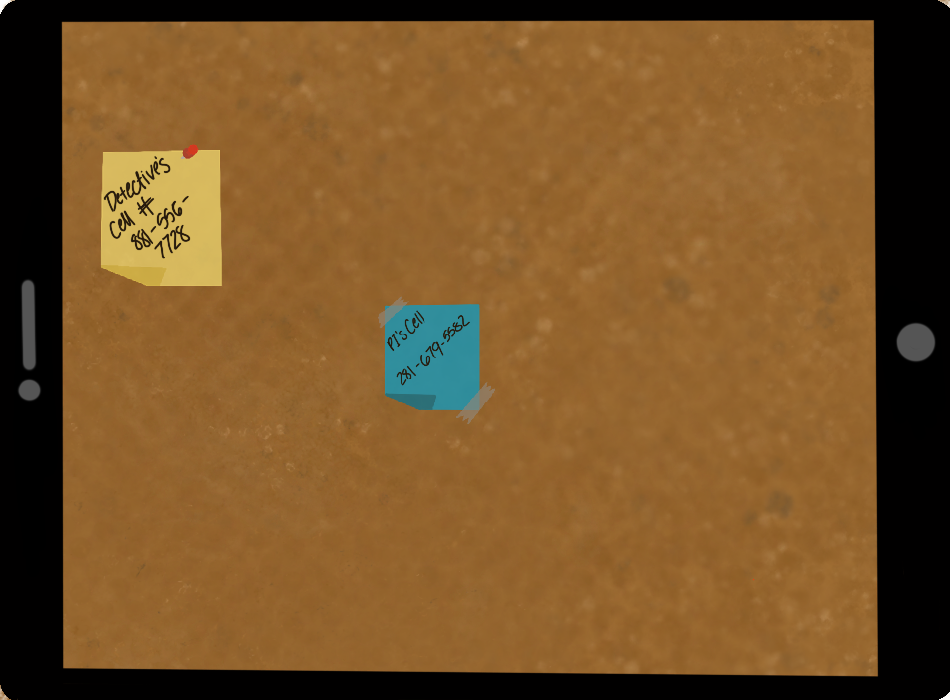 Detective's
Cell #
881-556-
7728
PI's Cell
281-679-5582